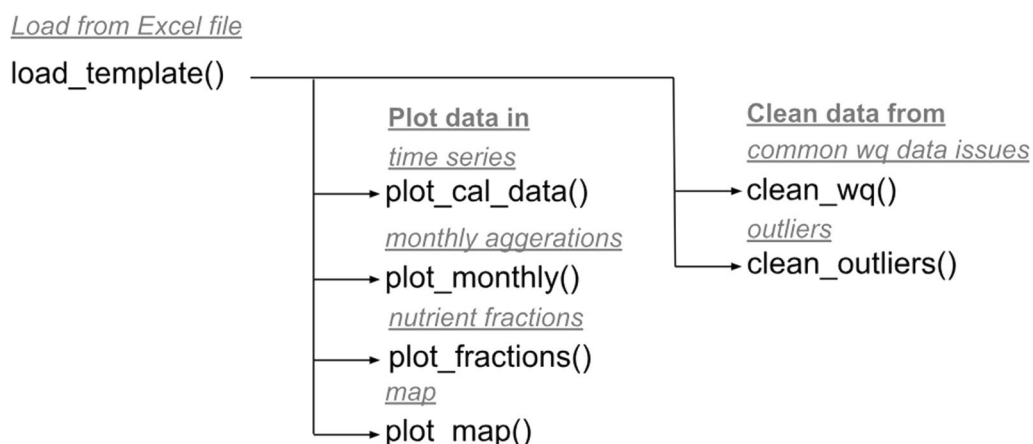 Load from Excel file
load_template()
Plot data in
time series
plot_cal_data()
monthly aggerations
plot_monthly()
nutrient fractions
plot_fractions()
map
plot_map()
Clean data from
common wq data issues
clean_wq()
outliers
clean_outliers()